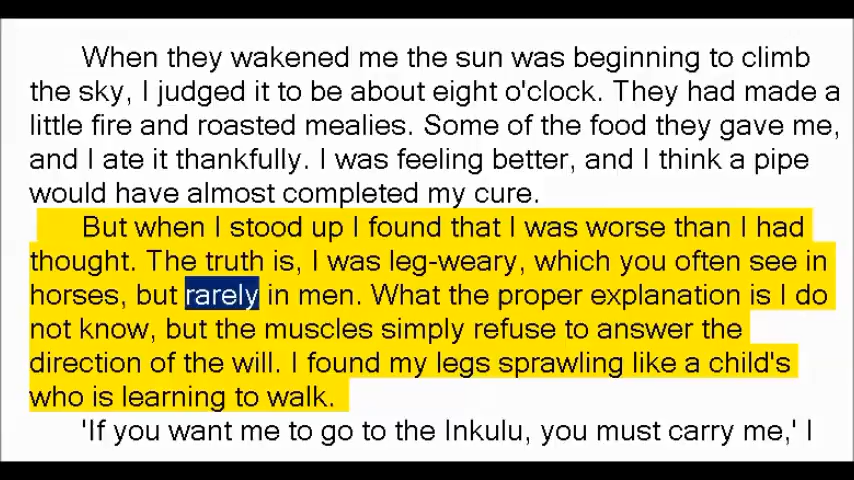 When they wakened me the sun was beginning to climb
the sky, I judged it to be about eight o'clock. They had made a
little fire and roasted mealies. Some of the food they gave me,
and I ate it thankfully. I was feeling better, and I think a pipe
would have almost completed my cure.
But when I stood up I found that I was worse than I had
thought. The truth is, I was leg-weary, which you often see in
horses, but rarely in men. What the proper explanation is I do
not know, but the muscles simply refuse to answer the
direction of the will. I found my legs sprawling like a child's
who is learning to walk.
'If you want me to go to the Inkulu, you must carry me,' I